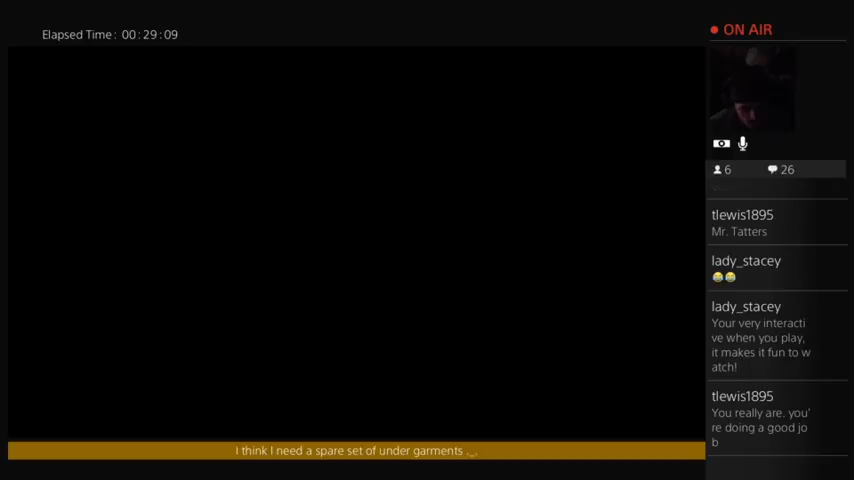 Elapsed Time: 00:29:09
ON AIR
6
26
tlewis1895
Mr. Tatters
lady_stacey
😂😂
lady_stacey
Your very interacti
ve when you play,
it makes it fun to w
atch!
tlewis1895
You really are. you'
re doing a good jo
b
I think I need a spare set of under garments ._.